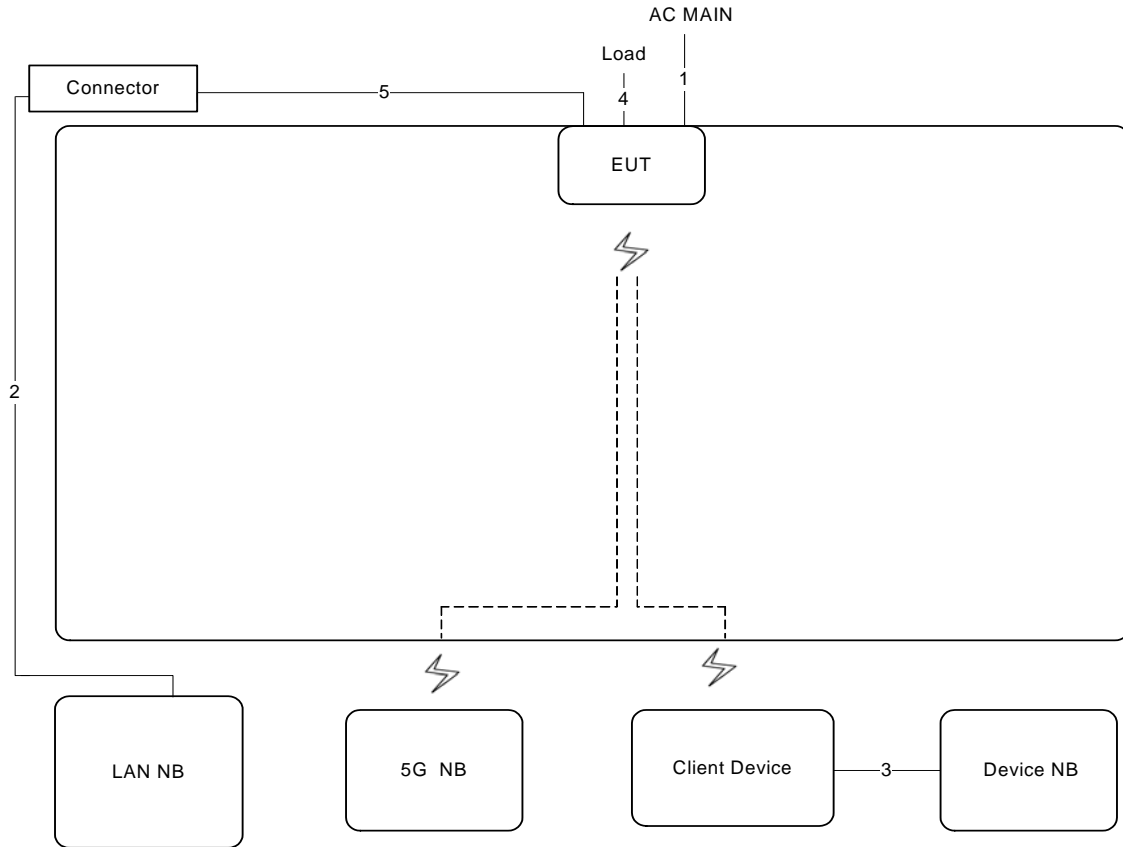 AC MAIN
Load
1
Connector
5
4
EUT
2
LAN NB
5G NB
Client Device
3
Device NB